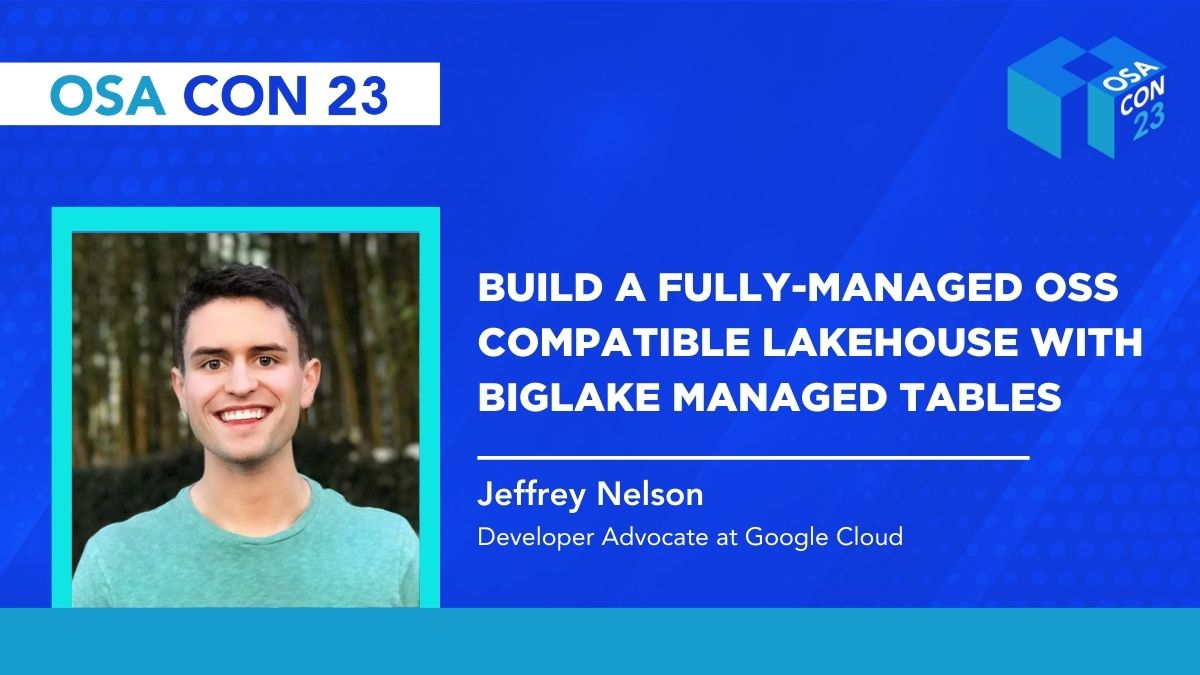 OSA CON 23
OSA
CON
23
BUILD A FULLY-MANAGED OSS
COMPATIBLE LAKEHOUSE WITH
BIGLAKE MANAGED TABLES
Jeffrey Nelson
Developer Advocate at Google Cloud